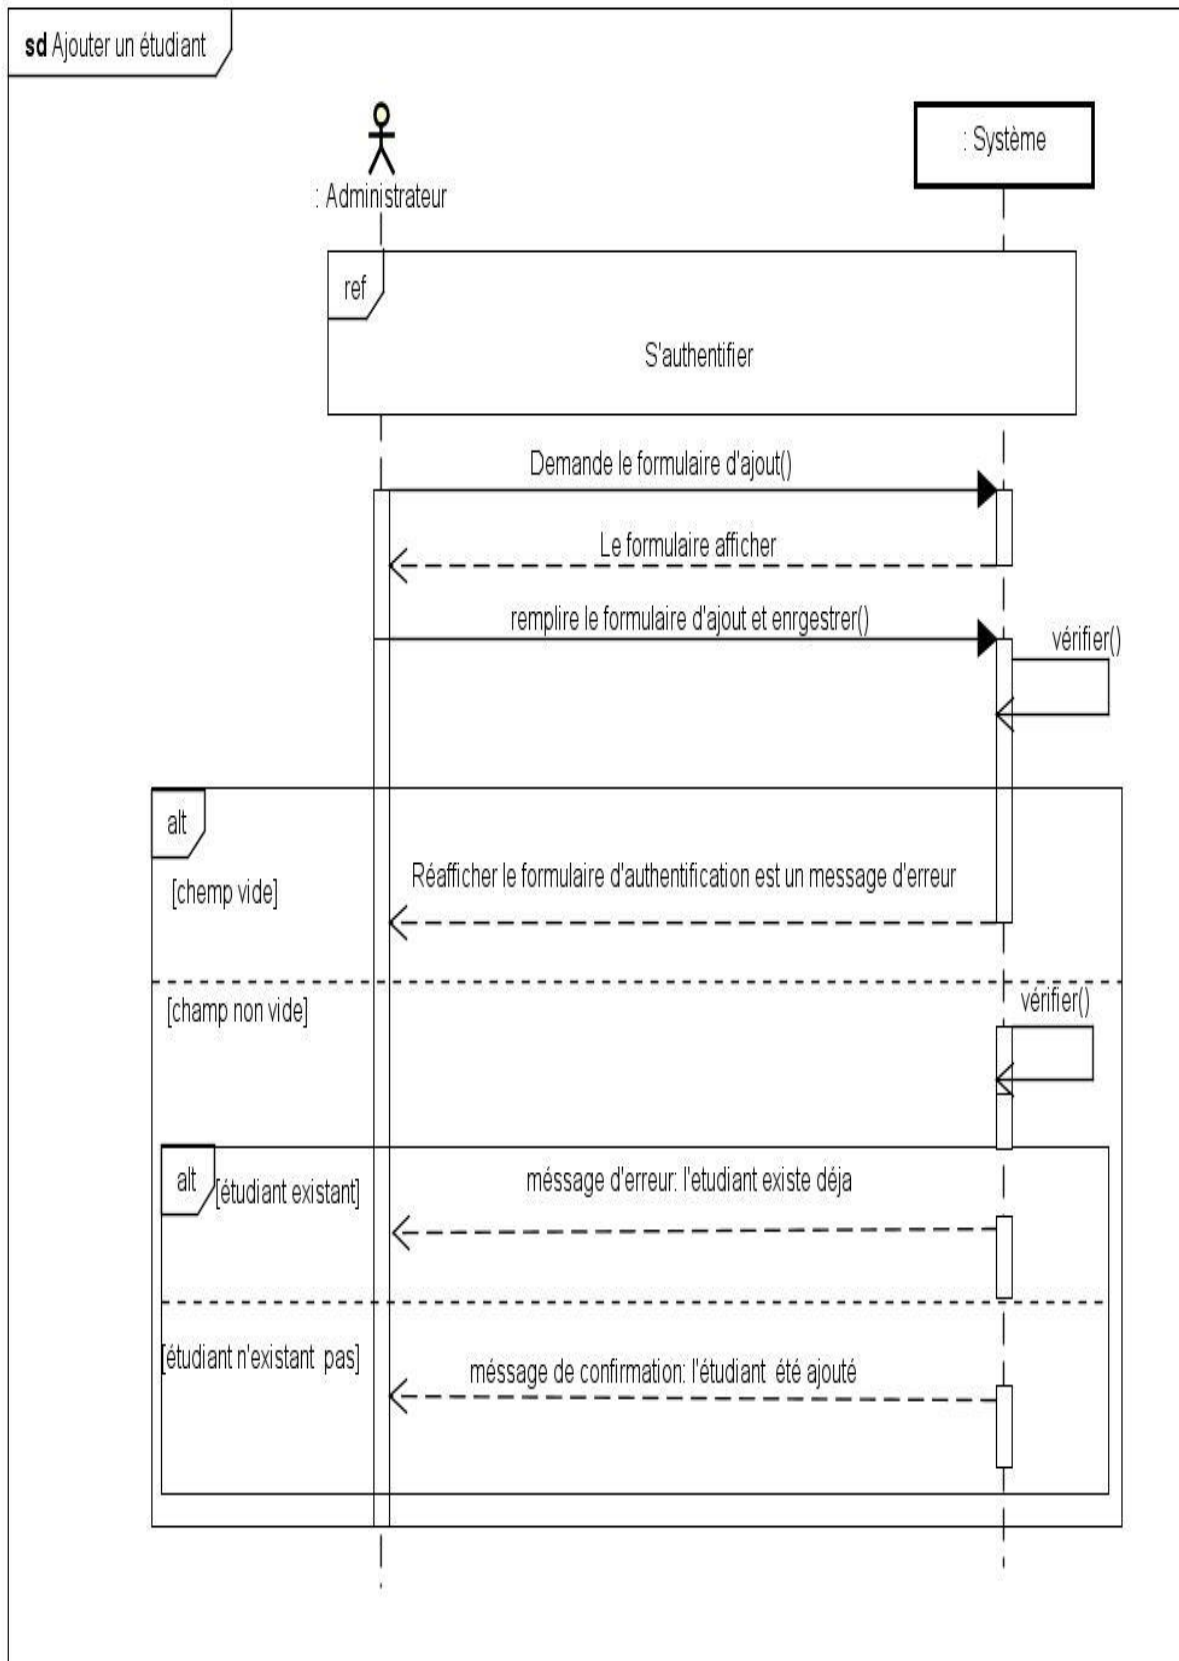 sd Ajouter un étudiant
: Administrateur
: Système
ref
S'authentifier
Demande le formulaire d'ajout()
Le formulaire afficher
remplire le formulaire d'ajout et enrgestrer()
vérifier()
alt
[chemp vide]
Réafficher le formulaire d'authentification est un message d'erreur
[champ non vide]
vérifier()
alt
[étudiant existant]
méssage d'erreur: l'etudiant existe déja
[étudiant n'existant pas]
méssage de confirmation: l'étudiant été ajouté